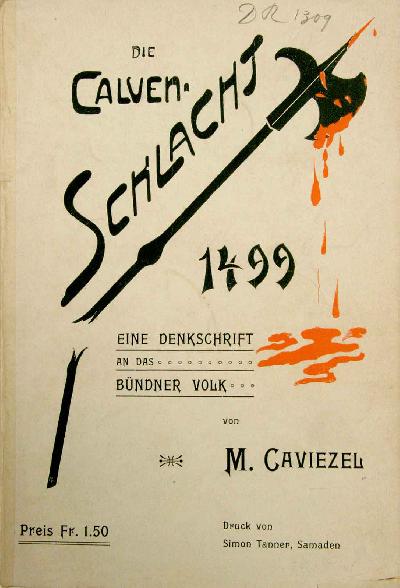 DR 1309
DIE
CALVEN-
SCHLACHT
1499
EINE DENKSCHRIFT
AN DAS
BÜNDNER VOLK
von
M. CAVIEZEL
Preis Fr. 1.50
Druck von
Simon Tanner, Samaden